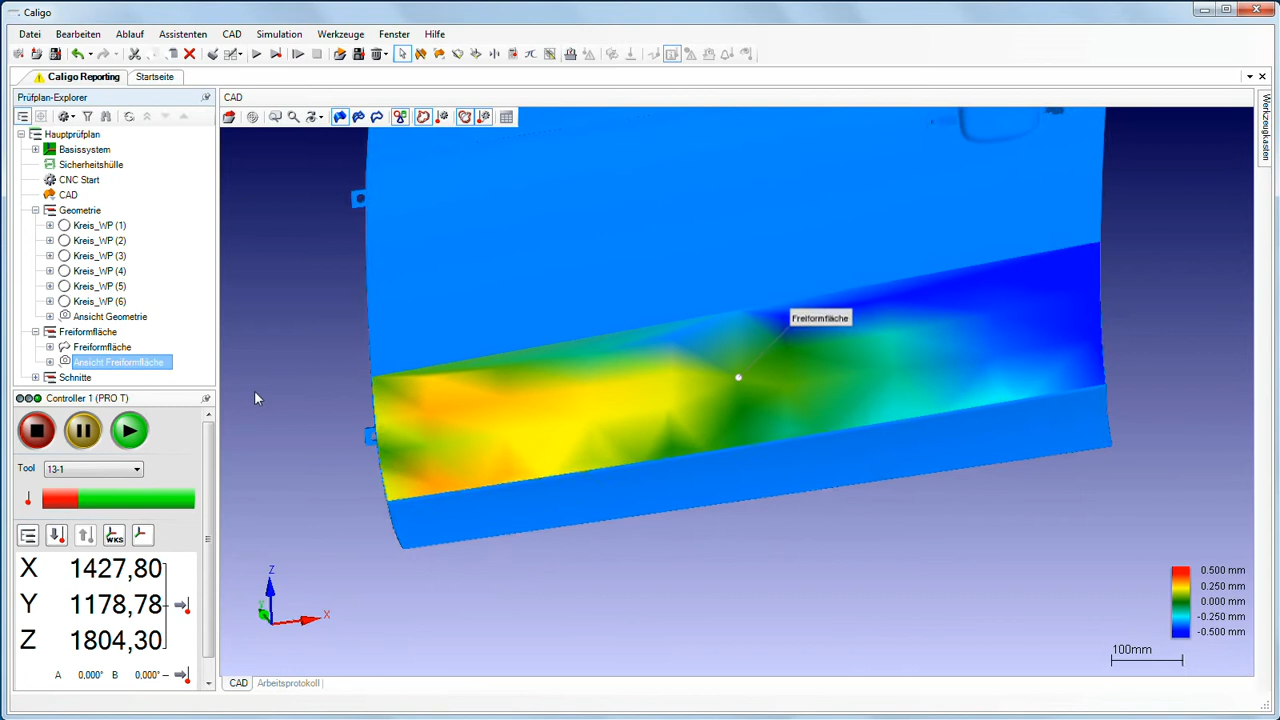 Caligo
Datei Bearbeiten Ablauf Assistenten CAD Simulation Werkzeuge Fenster Hilfe
Caligo Reporting Startseite
Prüfplan-Explorer
CAD
Werkzeugkasten
Hauptprüfplan
Basissystem
Sicherheitshülle
CNC Start
CAD
Geometrie
Kreis_WP (1)
Kreis_WP (2)
Kreis_WP (3)
Kreis_WP (4)
Kreis_WP (5)
Kreis_WP (6)
Ansicht Geometrie
Freiformfläche
Freiformfläche
Ansicht Freiformfläche
Schnitte
Controller 1 (PRO T)
Tool 13-1
WKS
X 1427,80
Y 1178,78
Z 1804,30
A 0,000° B 0,000°
Freiformfläche
Z
Y
X
0.500 mm
0.250 mm
0.000 mm
-0.250 mm
-0.500 mm
100mm
CAD Arbeitsprotokoll